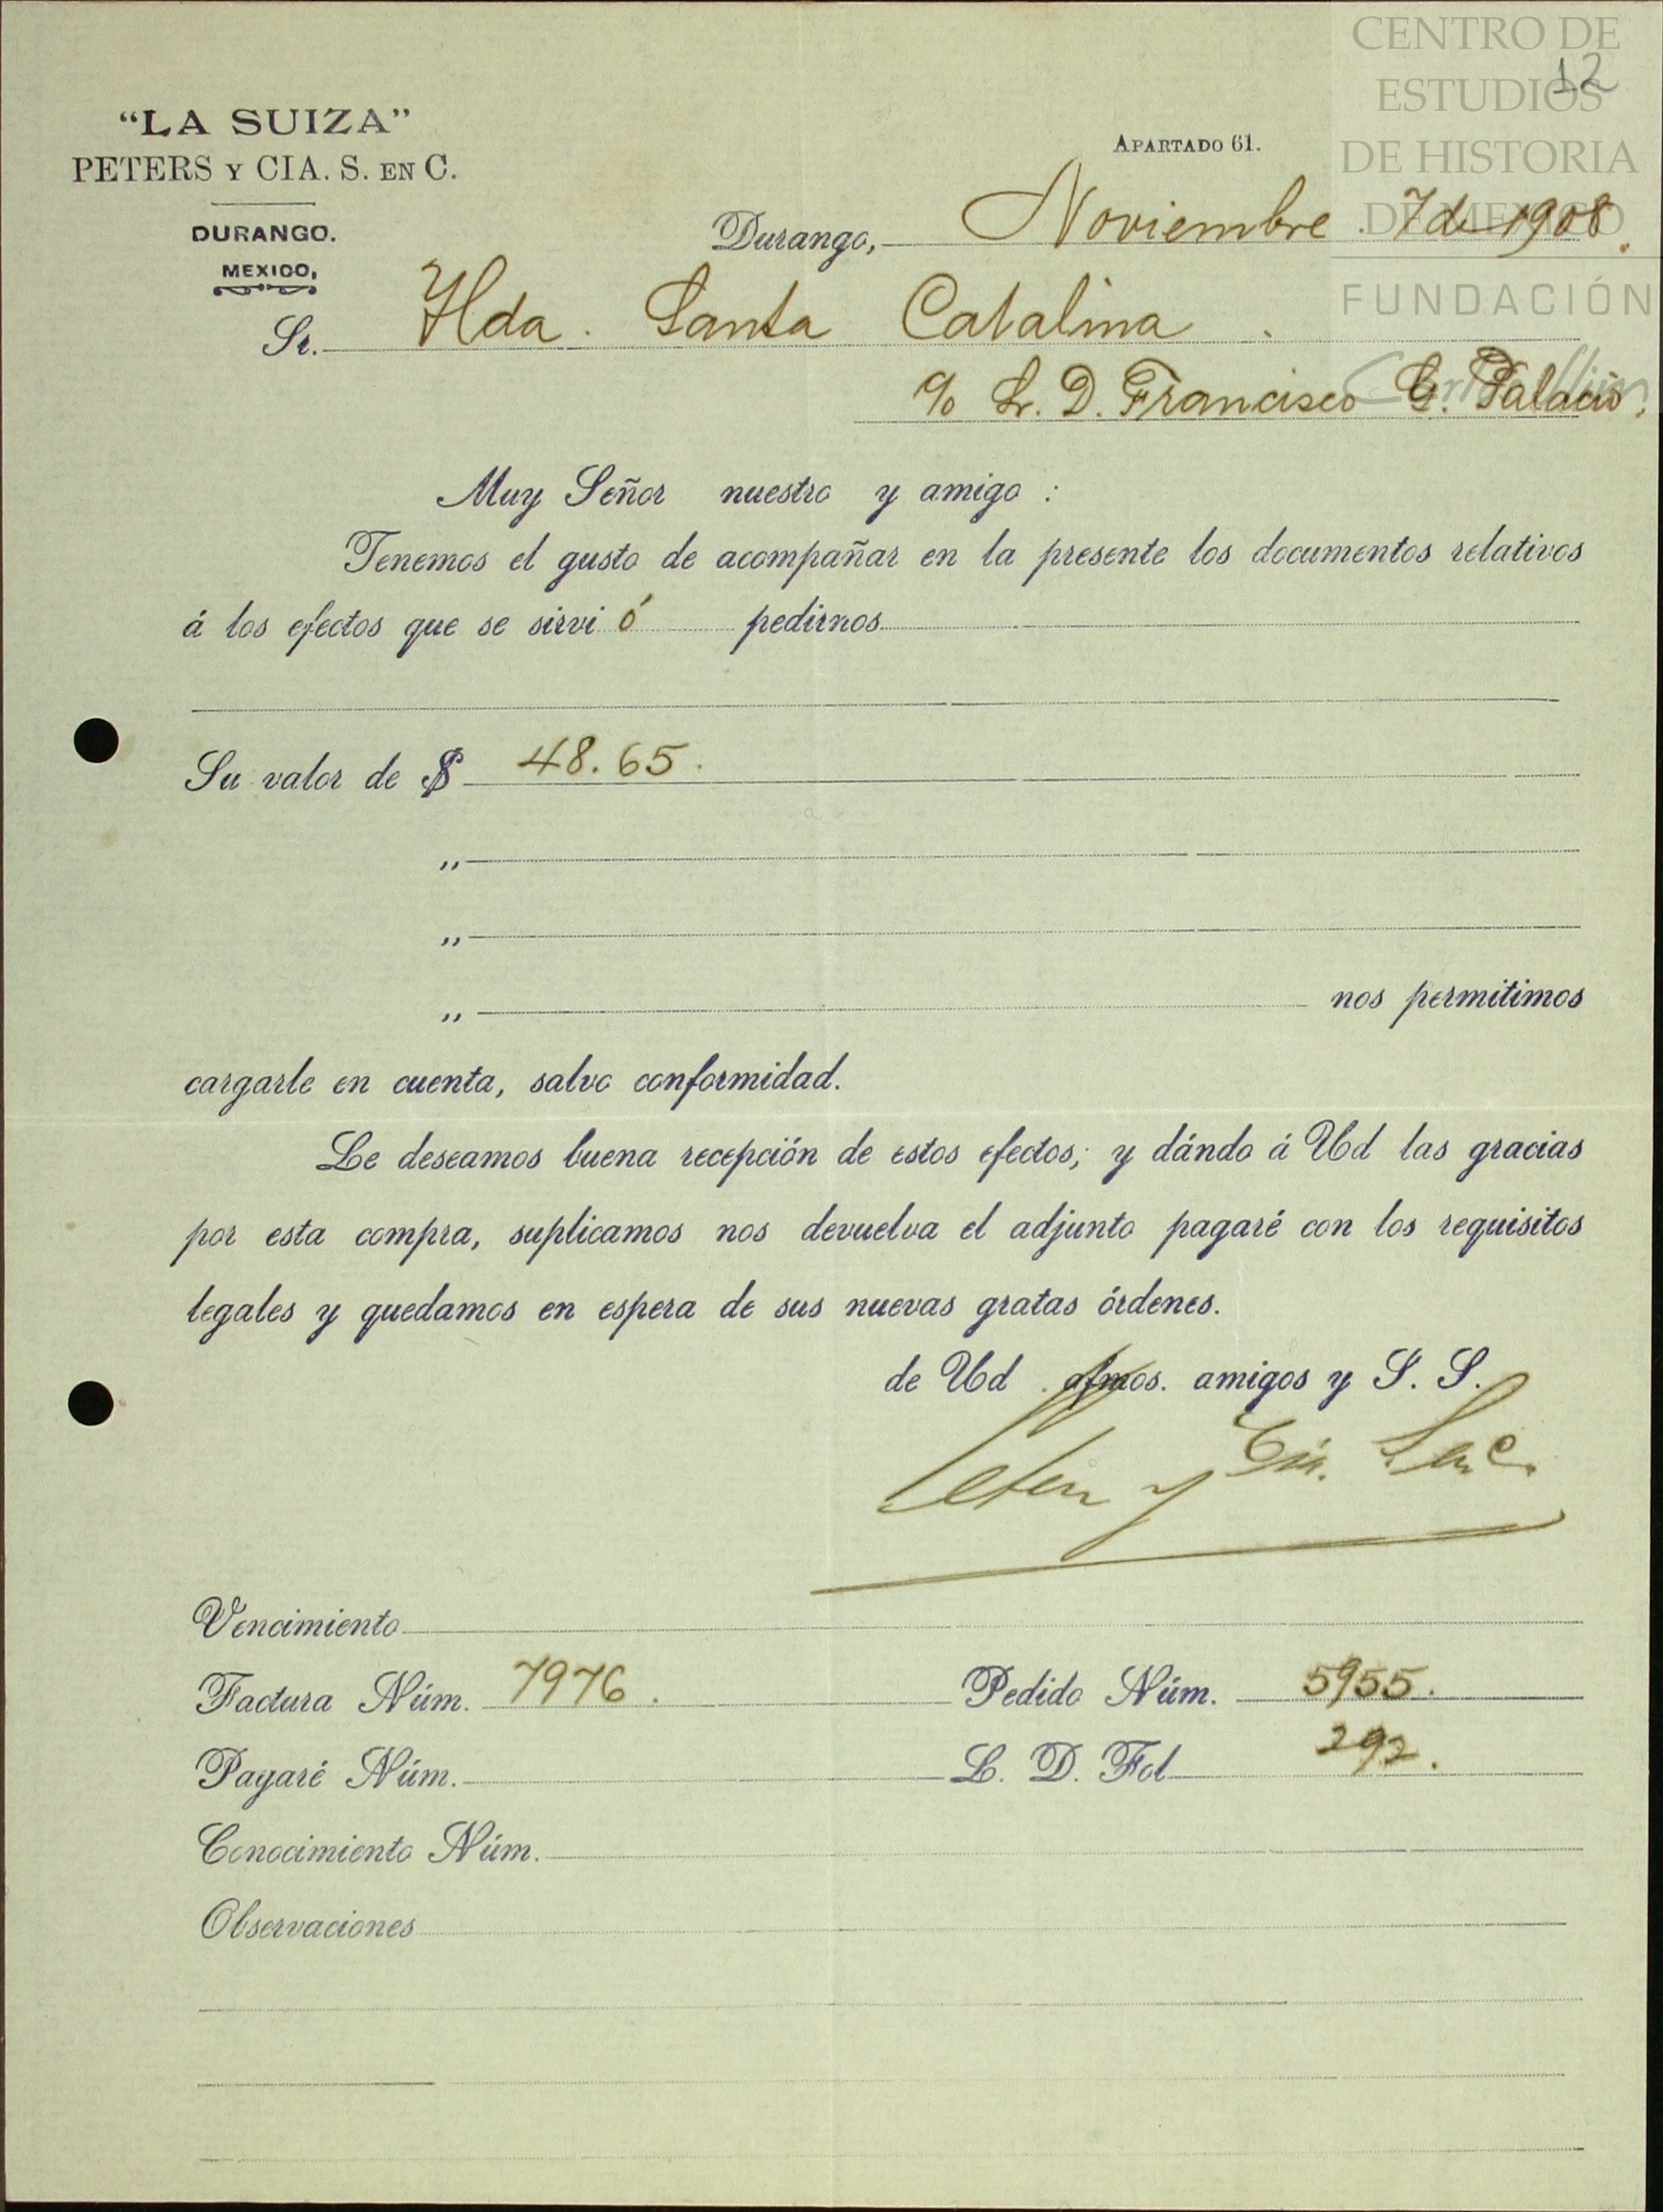 CENTRO DE
ESTUDIOS
DE HISTORIA
DE MEXICO
FUNDACIÓN
12
“LA SUIZA”
PETERS Y CIA. S. EN C.
DURANGO.
MEXICO,
APARTADO 61.
Durango, Noviembre 7 de 1908.
Sr. Hda. Santa Catalina.
c/o Sr. D. Francisco G. Palacio.
Muy Señor nuestro y amigo :
Tenemos el gusto de acompañar en la presente los documentos relativos
á los efectos que se sirvi ó pedirnos
Su valor de $ 48.65.
„
„
„ nos permitimos
cargarle en cuenta, salvo conformidad.
Le deseamos buena recepción de estos efectos; y dándo á Ud las gracias
por esta compra, suplicamos nos devuelva el adjunto pagaré con los requisitos
legales y quedamos en espera de sus nuevas gratas órdenes.
de Ud afmos. amigos y S. S.
Peters y Cia. S. en C.
Vencimiento
Factura Núm. 7976. Pedido Núm. 5955.
Pagaré Núm. L. D. Fol 292.
Conocimiento Núm.
Observaciones